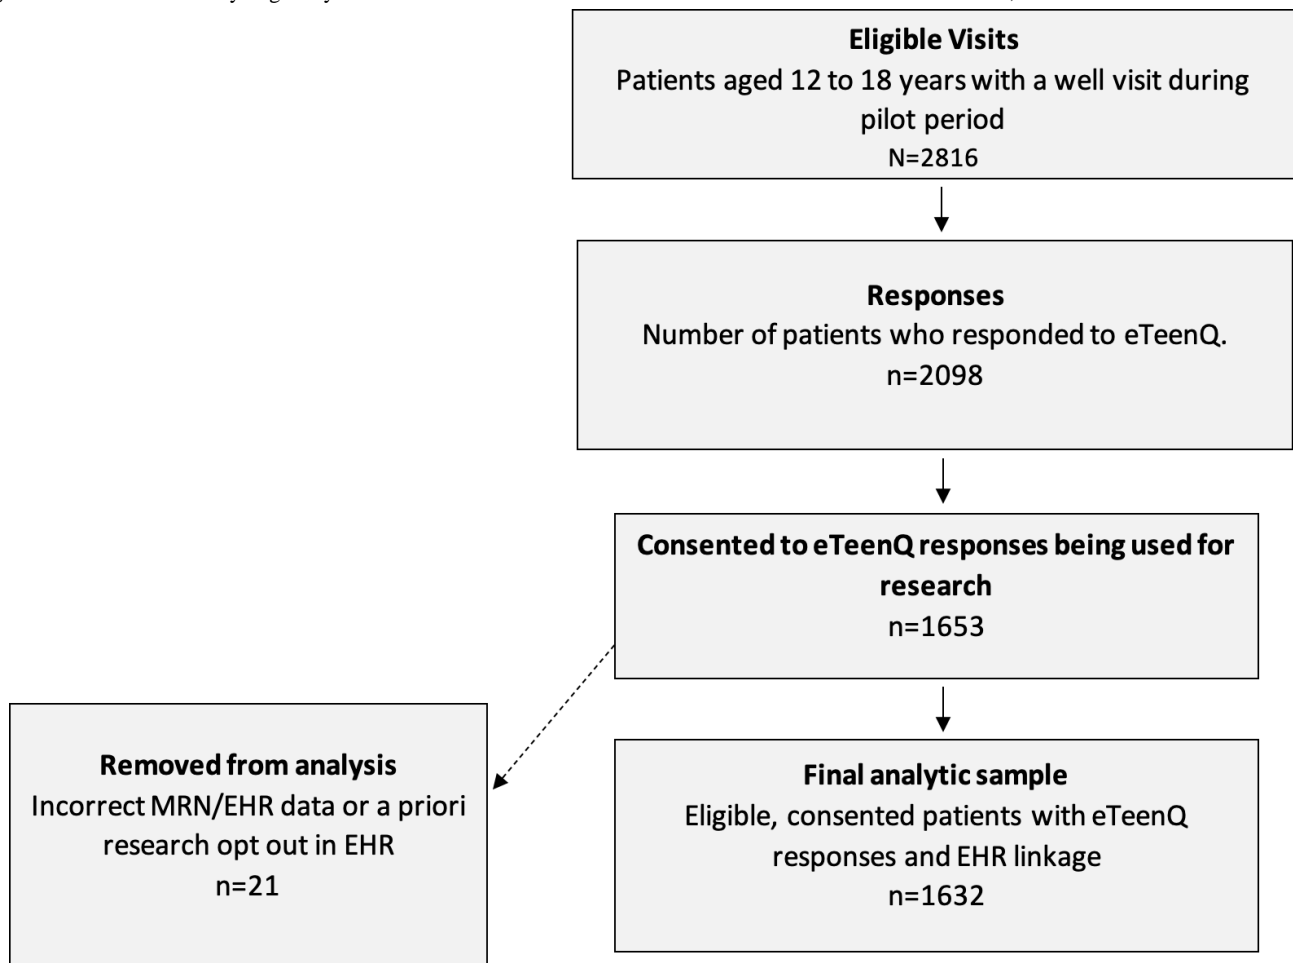 Eligible Visits
Patients aged 12 to 18 years with a well visit during
pilot period
N=2816
Responses
Number of patients who responded to eTeenQ.
n=2098
Consented to eTeenQ responses being used for
research
n=1653
Removed from analysis
Incorrect MRN/EHR data or a priori
research opt out in EHR
n=21
Final analytic sample
Eligible, consented patients with eTeenQ
responses and EHR linkage
n=1632